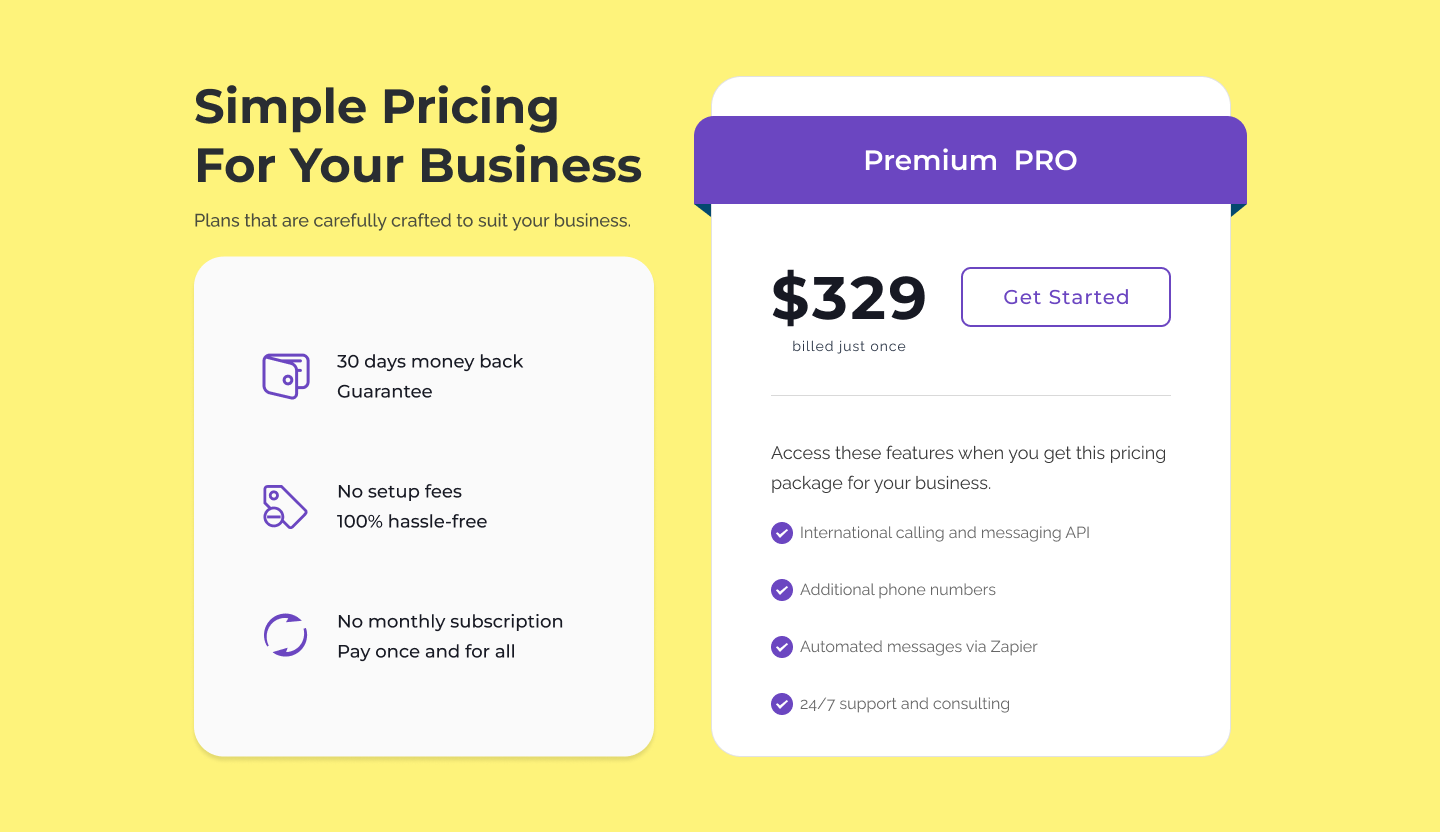 Simple Pricing
For Your Business
Plans that are carefully crafted to suit your business.
30 days money back
Guarantee
No setup fees
100% hassle-free
No monthly subscription
Pay once and for all
Premium PRO
$329
billed just once
Get Started
Access these features when you get this pricing
package for your business.
International calling and messaging API
Additional phone numbers
Automated messages via Zapier
24/7 support and consulting